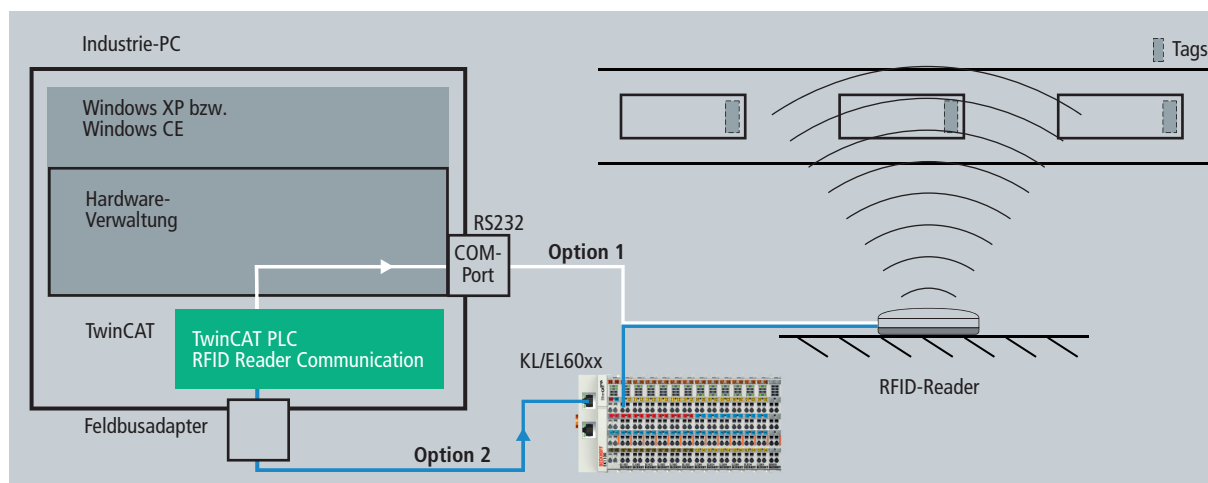 Industrie-PC
Tags
Windows XP bzw.
Windows CE
Hardware-
Verwaltung
RS232
COM-
Port
Option 1
TwinCAT
TwinCAT PLC
RFID Reader Communication
KL/EL60xx
RFID-Reader
Feldbusadapter
Option 2
BECKHOFF